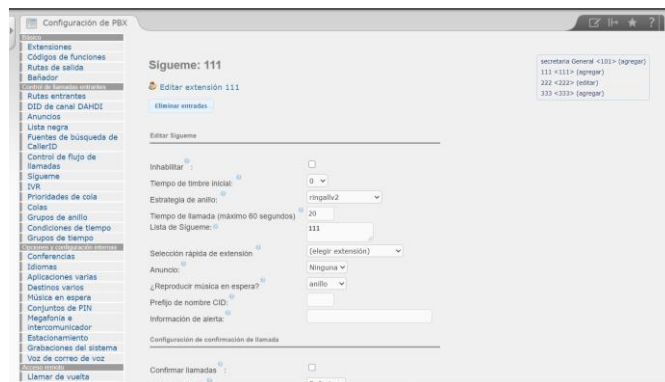 Configuración de PBX
Básico
Extensiones
Códigos de funciones
Rutas de salida
Bañador
Control de llamadas entrantes
Rutas entrantes
DID de canal DAHDI
Anuncios
Lista negra
Fuentes de búsqueda de
CallerID
Control de flujo de
llamadas
Sígueme
IVR
Prioridades de cola
Colas
Grupos de anillo
Condiciones de tiempo
Grupos de tiempo
Opciones y configuración internas
Conferencias
Idiomas
Aplicaciones varias
Destinos varios
Música en espera
Conjuntos de PIN
Megafonía e
intercomunicador
Estacionamiento
Grabaciones del sistema
Voz de correo de voz
Acceso remoto
Llamar de vuelta
Sígueme: 111
Editar extensión 111
Eliminar entradas
Editar Sígueme
Inhabilitar :
Tiempo de timbre inicial: 0
Estrategia de anillo: ringallv2
Tiempo de llamada (máximo 60 segundos) 20
Lista de Sígueme: 111
Selección rápida de extensión (elegir extensión)
Anuncio: Ninguna
¿Reproducir música en espera? anillo
Prefijo de nombre CID:
Información de alerta:
Configuración de confirmación de llamada
Confirmar llamadas :
secretaria General <101> (agregar)
111 <111> (agregar)
222 <222> (editar)
333 <333> (agregar)
?